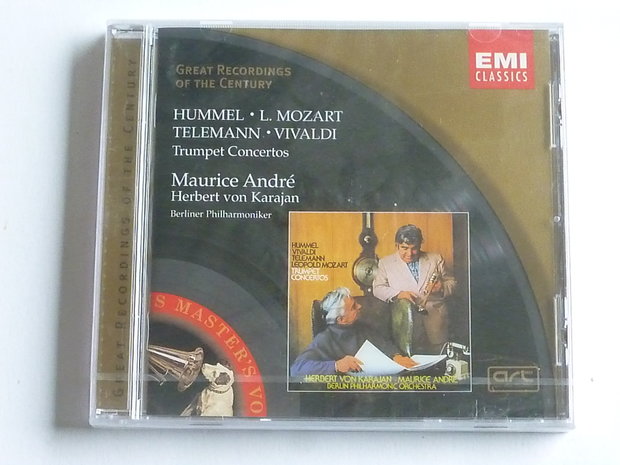 GREAT RECORDINGS OF THE CENTURY
GREAT RECORDINGS
OF THE CENTURY
EMI
CLASSICS
HUMMEL · L. MOZART
TELEMANN · VIVALDI
Trumpet Concertos
Maurice André
Herbert von Karajan
Berliner Philharmoniker
HUMMEL
VIVALDI
TELEMANN
LEOPOLD MOZART
TRUMPET
CONCERTOS
HERBERT VON KARAJAN · MAURICE ANDRÉ
BERLIN PHILHARMONIC ORCHESTRA
S MASTER'S VO
art